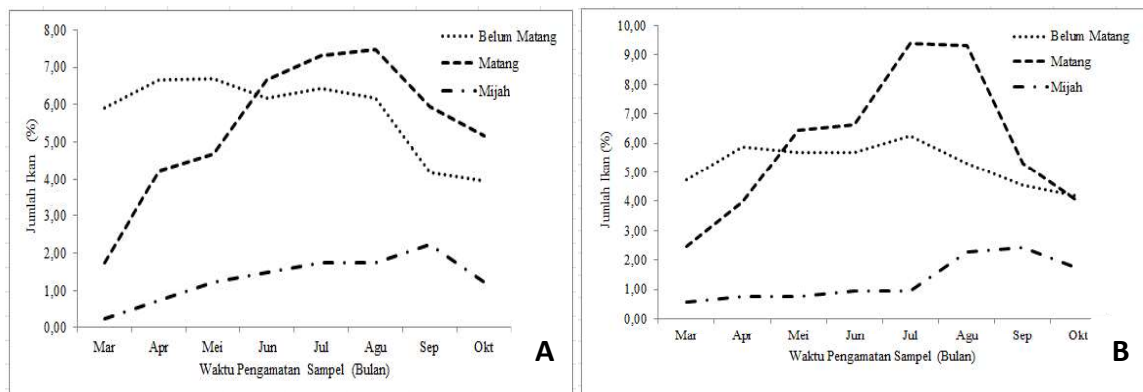 8,00
7,00
6,00
5,00
4,00
3,00
2,00
1,00
0,00
Jumlah Ikan (%)
Belum Matang
Matang
Mijah
Mar Apr Mei Jun Jul Agu Sep Okt
Waktu Pengamatan Sampel (Bulan)
A
10,00
9,00
8,00
7,00
6,00
5,00
4,00
3,00
2,00
1,00
0,00
Jumlah Ikan (%)
Belum Matang
Matang
Mijah
Mar Apr Mei Jun Jul Agu Sep Okt
Waktu Pengamatan Sampel (Bulan)
B